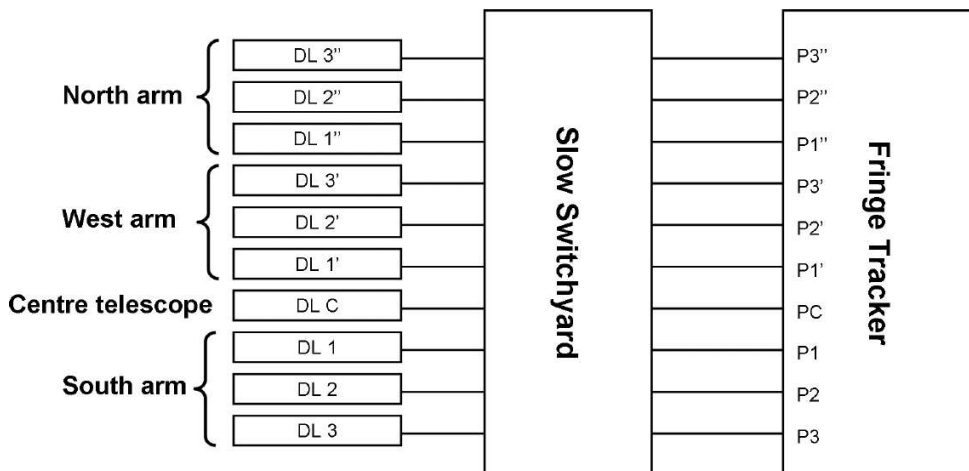 North arm
DL 3’’
DL 2’’
DL 1’’
West arm
DL 3’
DL 2’
DL 1’
Centre telescope
DL C
South arm
DL 1
DL 2
DL 3
Slow Switchyard
P3’’
P2’’
P1’’
P3’
P2’
P1’
PC
P1
P2
P3
Fringe Tracker